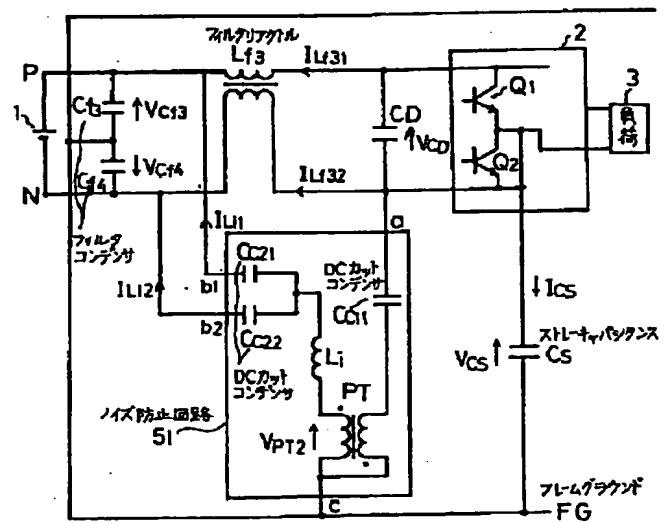 フィルタリアクトル
Lf3
ILf31
2
P
Q1
3
Cf3
VCf3
CD
VCD
負荷
1
Q2
VCf4
N
Cf4
ILf32
フィルタ
コンデンサ
ILi1
a
ILi2
b1
CC21
DCカット
コンデンサ
CC11
ICS
b2
CC22
ストレーキャパシタンス
DCカット
コンデンサ
Li
VCS
CS
PT
ノイズ防止回路
51
VPT2
C
フレームグラウンド
FG